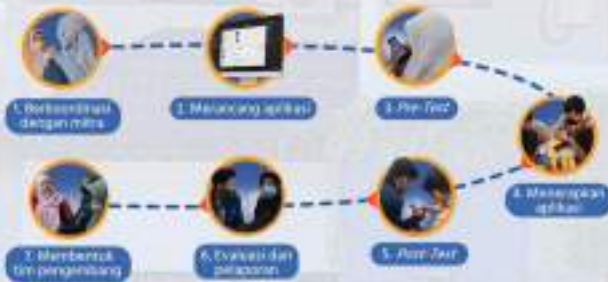 1. Berkoordinasi
dengan mitra
2. Merancang aplikasi
3. Pre-Test
4. Menerapkan
aplikasi
5. Post-Test
6. Evaluasi dan
pelaporan
7. Membentuk
tim pengembang